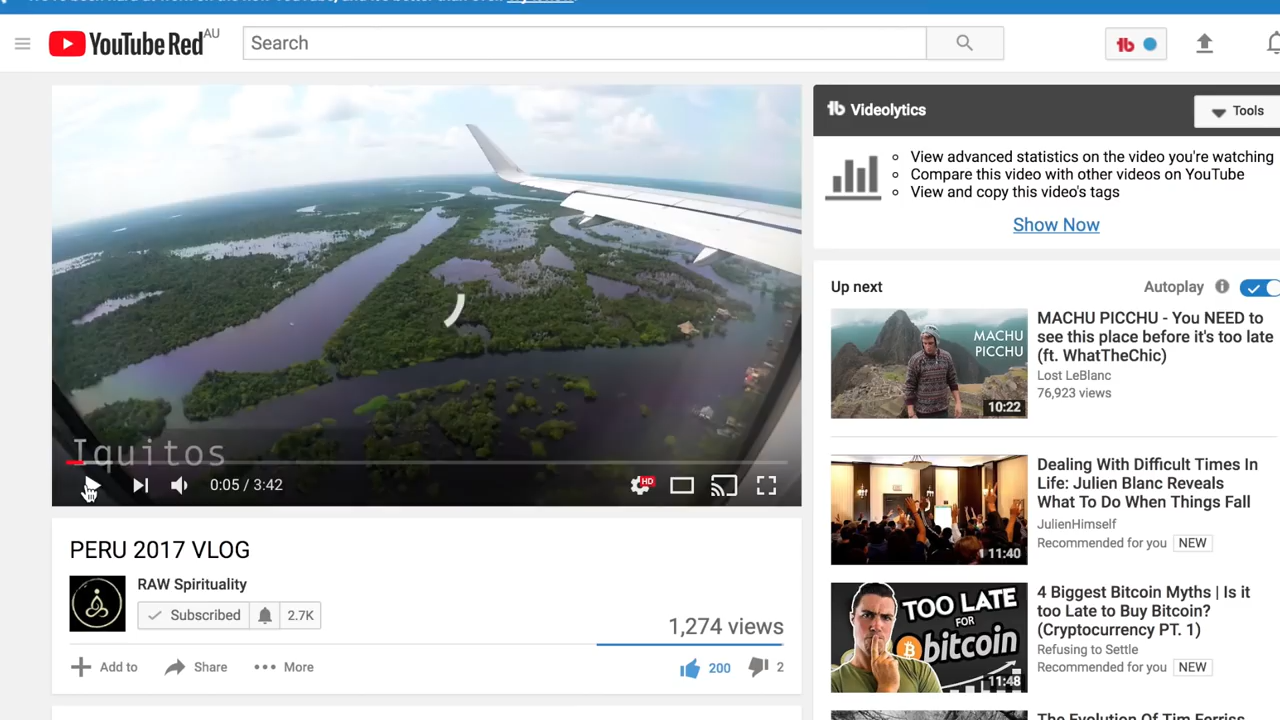 YouTube Red AU
Search
Iquitos
0:05 / 3:42
HD
PERU 2017 VLOG
RAW Spirituality
Subscribed 2.7K
1,274 views
Add to Share More 200 2
Videolytics
Tools
View advanced statistics on the video you're watching
Compare this video with other videos on YouTube
View and copy this video's tags
Show Now
Up next
Autoplay
MACHU
PICCHU
10:22
MACHU PICCHU - You NEED to
see this place before it's too late
(ft. WhatTheChic)
Lost LeBlanc
76,923 views
11:40
Dealing With Difficult Times In
Life: Julien Blanc Reveals
What To Do When Things Fall
JulienHimself
Recommended for you NEW
TOO LATE
FOR
bitcoin
11:48
4 Biggest Bitcoin Myths | Is it
too Late to Buy Bitcoin?
(Cryptocurrency PT. 1)
Refusing to Settle
Recommended for you NEW
The Evolution Of Tim Ferriss